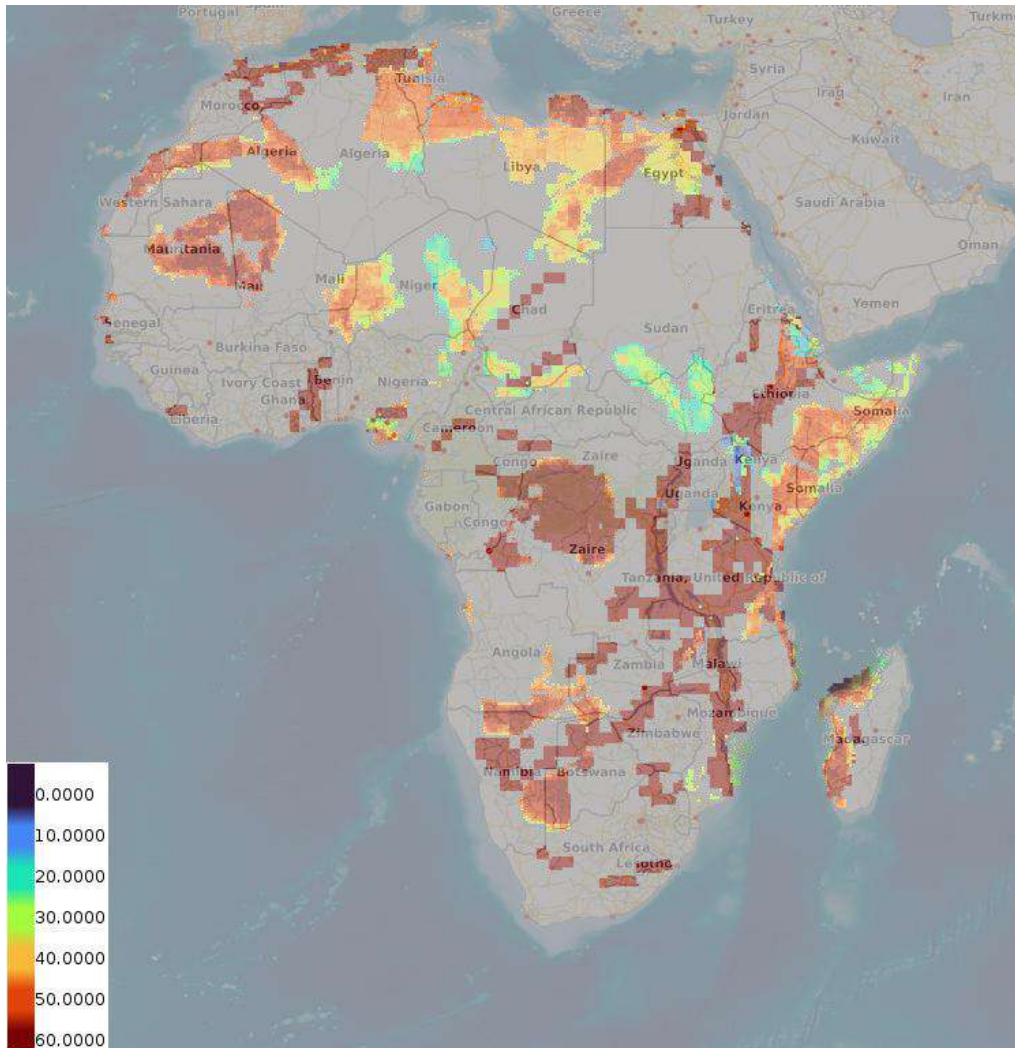 Portugal
Spain
Greece
Turkey
Turkm
Syria
Iraq
Iran
Jordan
Kuwait
Tunisia
Morocco
Algeria
Algeria
Libya
Egypt
Western Sahara
Saudi Arabia
Oman
Mauritania
Mali
Mali
Niger
Chad
Sudan
Eritrea
Yemen
Senegal
Burkina Faso
Guinea
Ivory Coast
Benin
Ghana
Nigeria
Ethiopia
Somalia
Liberia
Central African Republic
Cameroon
Zaire
Congo
Uganda
Kenya
Somalia
Gabon
Uganda
Kenya
Congo
Zaire
Tanzania, United Republic of
Angola
Zambia
Malawi
Mozambique
Zimbabwe
Madagascar
Namibia
Botswana
South Africa
Lesotho
0.0000
10.0000
20.0000
30.0000
40.0000
50.0000
60.0000